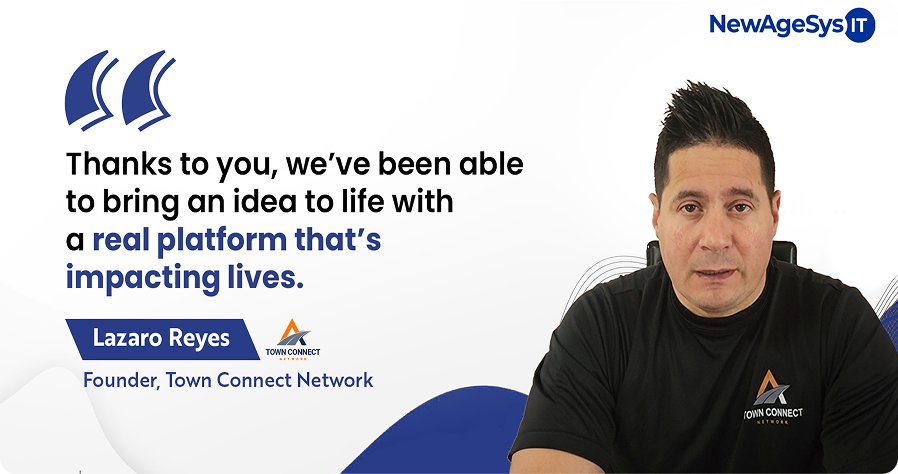 NewAgeSys IT
Thanks to you, we’ve been able
to bring an idea to life with
a real platform that’s
impacting lives.
Lazaro Reyes
TOWN CONNECT
NETWORK
Founder, Town Connect Network
TOWN CONNECT
NETWORK